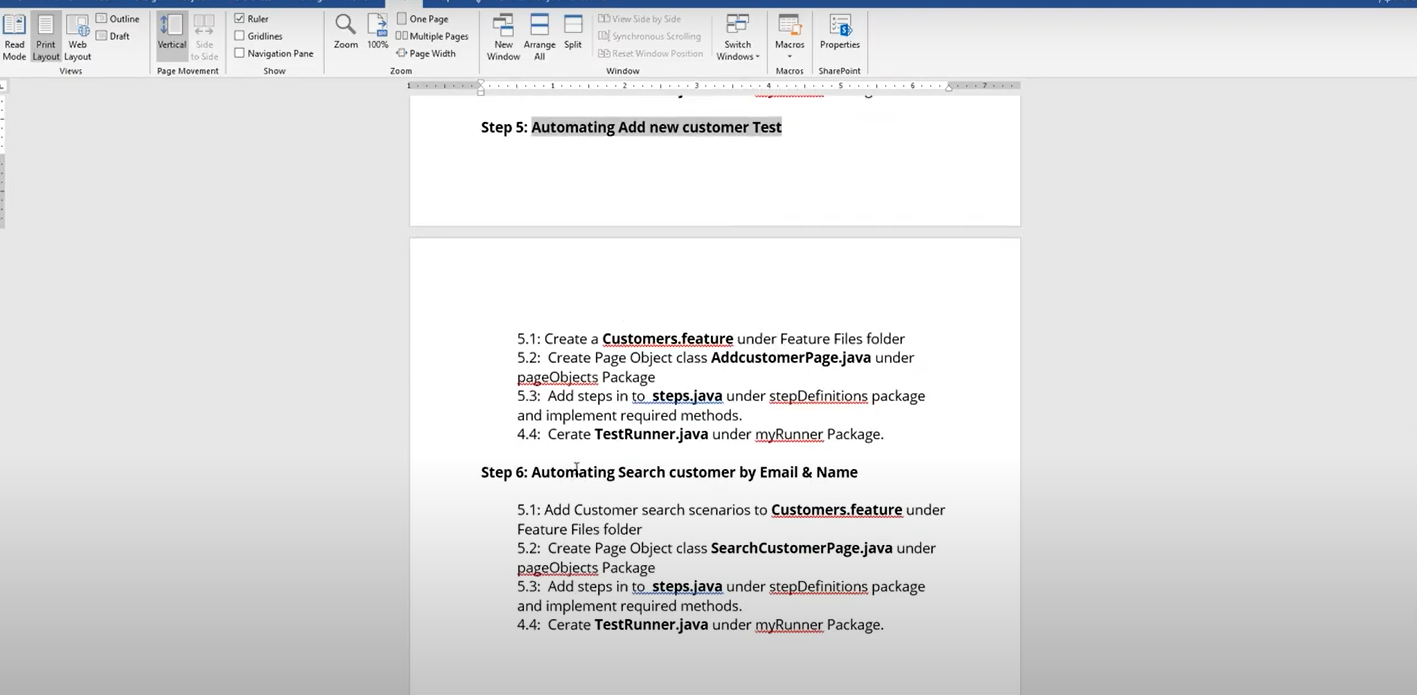 Outline
Draft
Read Mode
Print Layout
Web Layout
Views
Vertical
Side to Side
Page Movement
Ruler
Gridlines
Navigation Pane
Show
Zoom
100%
One Page
Multiple Pages
Page Width
Zoom
New Window
Arrange All
Split
View Side by Side
Synchronous Scrolling
Reset Window Position
Window
Switch Windows
Macros
Macros
Properties
SharePoint
1 1 2 3 4 5 6 7
Step 5: Automating Add new customer Test
5.1: Create a Customers.feature under Feature Files folder
5.2: Create Page Object class AddcustomerPage.java under
pageObjects Package
5.3: Add steps in to steps.java under stepDefinitions package
and implement required methods.
4.4: Cerate TestRunner.java under myRunner Package.
Step 6: Automating Search customer by Email & Name
5.1: Add Customer search scenarios to Customers.feature under
Feature Files folder
5.2: Create Page Object class SearchCustomerPage.java under
pageObjects Package
5.3: Add steps in to steps.java under stepDefinitions package
and implement required methods.
4.4: Cerate TestRunner.java under myRunner Package.